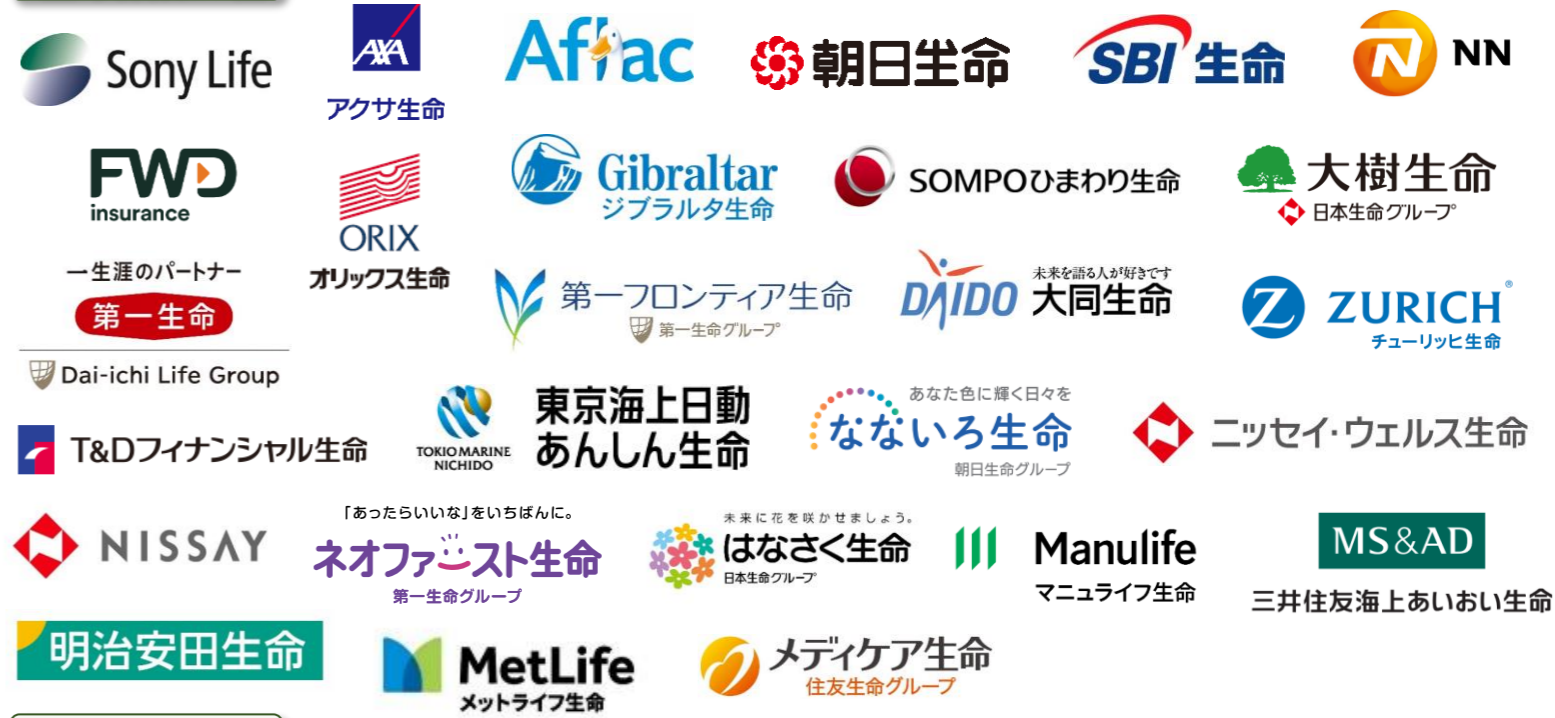 Sony Life
AXA
アクサ生命
Aflac
朝日生命
SBI生命
NN
FWD
insurance
ORIX
オリックス生命
Gibraltar
ジブラルタ生命
SOMPOひまわり生命
大樹生命
日本生命グループ
一生涯のパートナー
第一生命
Dai-ichi Life Group
第一フロンティア生命
第一生命グループ
DAIDO
未来を語る人が好きです
大同生命
Z
ZURICH®
チューリッヒ生命
T&Dフィナンシャル生命
TOKIO MARINE
NICHIDO
東京海上日動
あんしん生命
あなた色に輝く日々を
なないろ生命
朝日生命グループ
ニッセイ・ウェルス生命
NISSAY
「あったらいいな」をいちばんに。
ネオファースト生命
第一生命グループ
未来に花を咲かせましょう。
はなさく生命
日本生命グループ
Manulife
マニュライフ生命
MS&AD
三井住友海上あいおい生命
明治安田生命
MetLife
メットライフ生命
メディケア生命
住友生命グループ